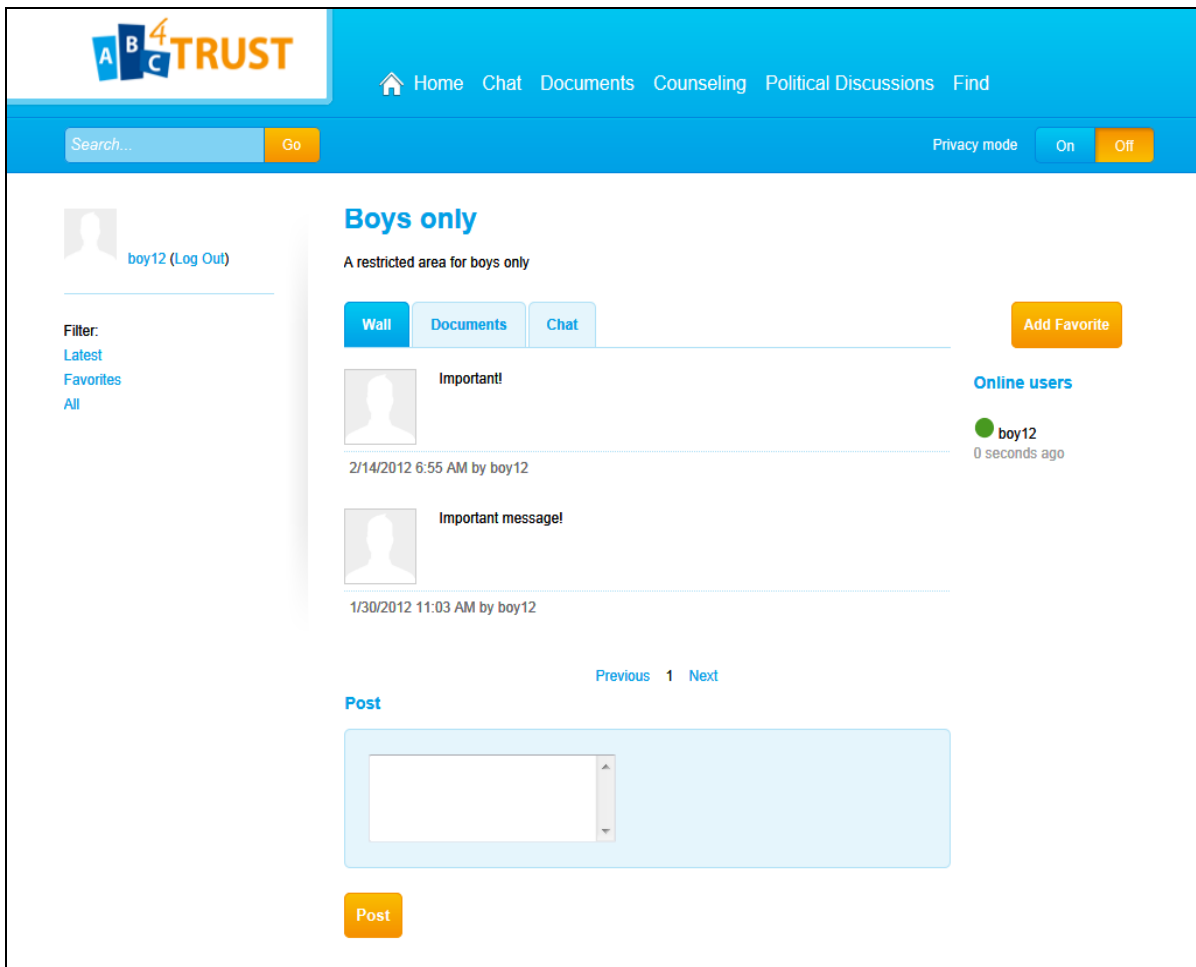 ABC4TRUST
Home Chat Documents Counseling Political Discussions Find
Search... Go
Privacy mode On Off
boy12 (Log Out)
Filter:
Latest
Favorites
All
Boys only
A restricted area for boys only
Wall Documents Chat
Add Favorite
Important!
2/14/2012 6:55 AM by boy12
Important message!
1/30/2012 11:03 AM by boy12
Online users
boy12
0 seconds ago
Previous 1 Next
Post
Post